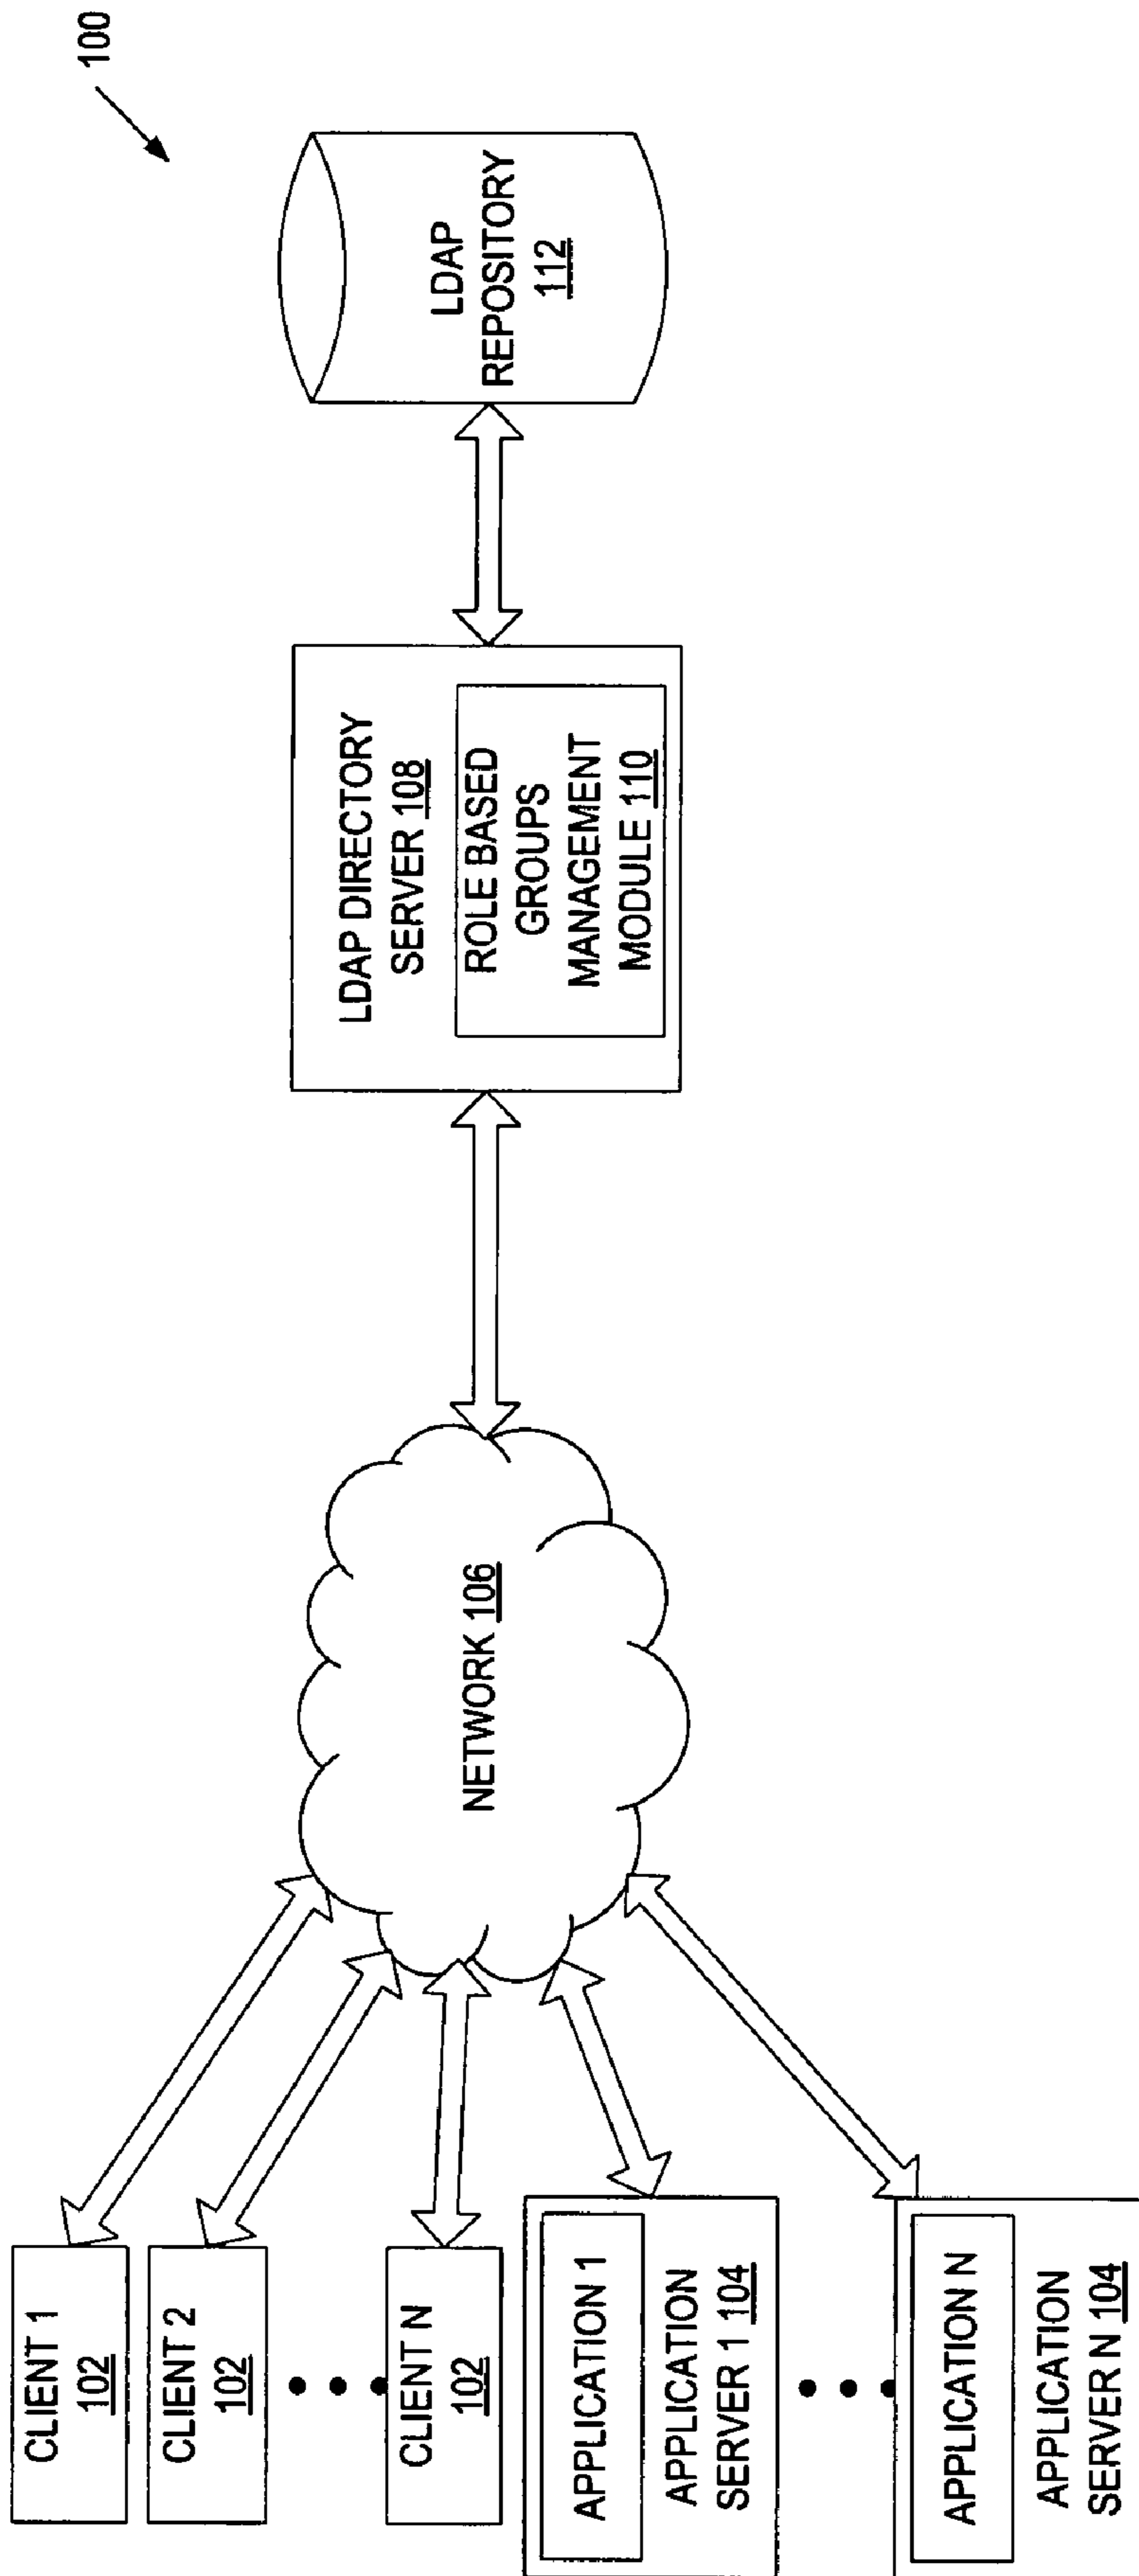 100
CLIENT 1
102
CLIENT 2
102
CLIENT N
102
APPLICATION 1
APPLICATION
SERVER 1 104
APPLICATION N
APPLICATION
SERVER N 104
NETWORK 106
LDAP DIRECTORY
SERVER 108
ROLE BASED
GROUPS
MANAGEMENT
MODULE 110
LDAP
REPOSITORY
112